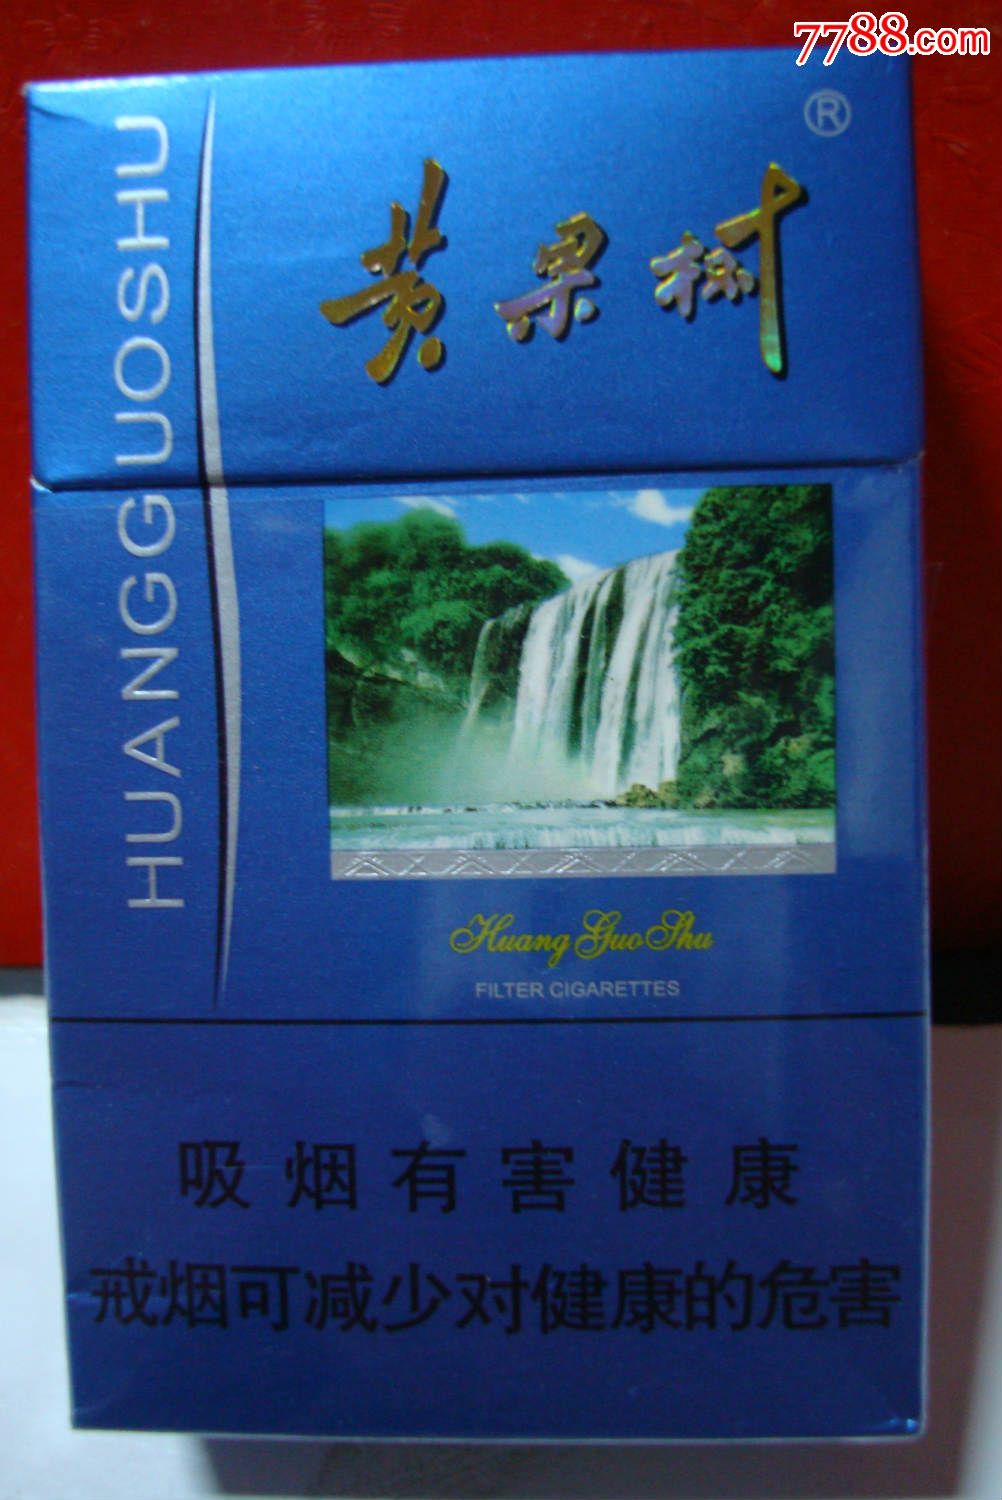 7788.com
®
黄果树
HUANGGUOSHU
Huang Guo Shu
FILTER CIGARETTES
吸烟有害健康
戒烟可减少对健康的危害